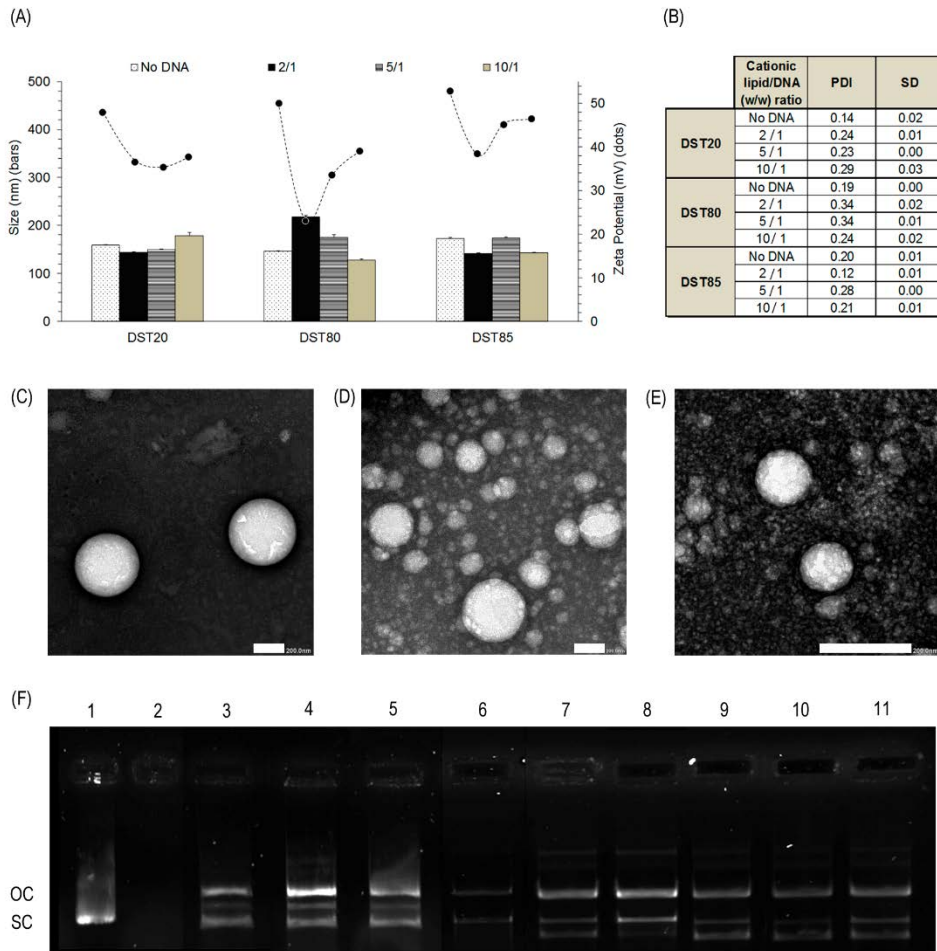 (A)
No DNA 2/1 5/1 10/1
500
400
300
200
100
0
Size (nm) (bars)
50
40
30
20
10
0
Zeta Potential (mV) (dots)
DST20 DST80 DST85
(B)
Cationic lipid/DNA (w/w) ratio PDI SD
DST20
No DNA 0.14 0.02
2 / 1 0.24 0.01
5 / 1 0.23 0.00
10 / 1 0.29 0.03
DST80
No DNA 0.19 0.00
2 / 1 0.34 0.02
5 / 1 0.34 0.01
10 / 1 0.24 0.02
DST85
No DNA 0.20 0.01
2 / 1 0.12 0.01
5 / 1 0.28 0.00
10 / 1 0.21 0.01
(C)
200.0nm
(D)
(E)
200.0nm
(F)
1 2 3 4 5 6 7 8 9 10 11
OC
SC